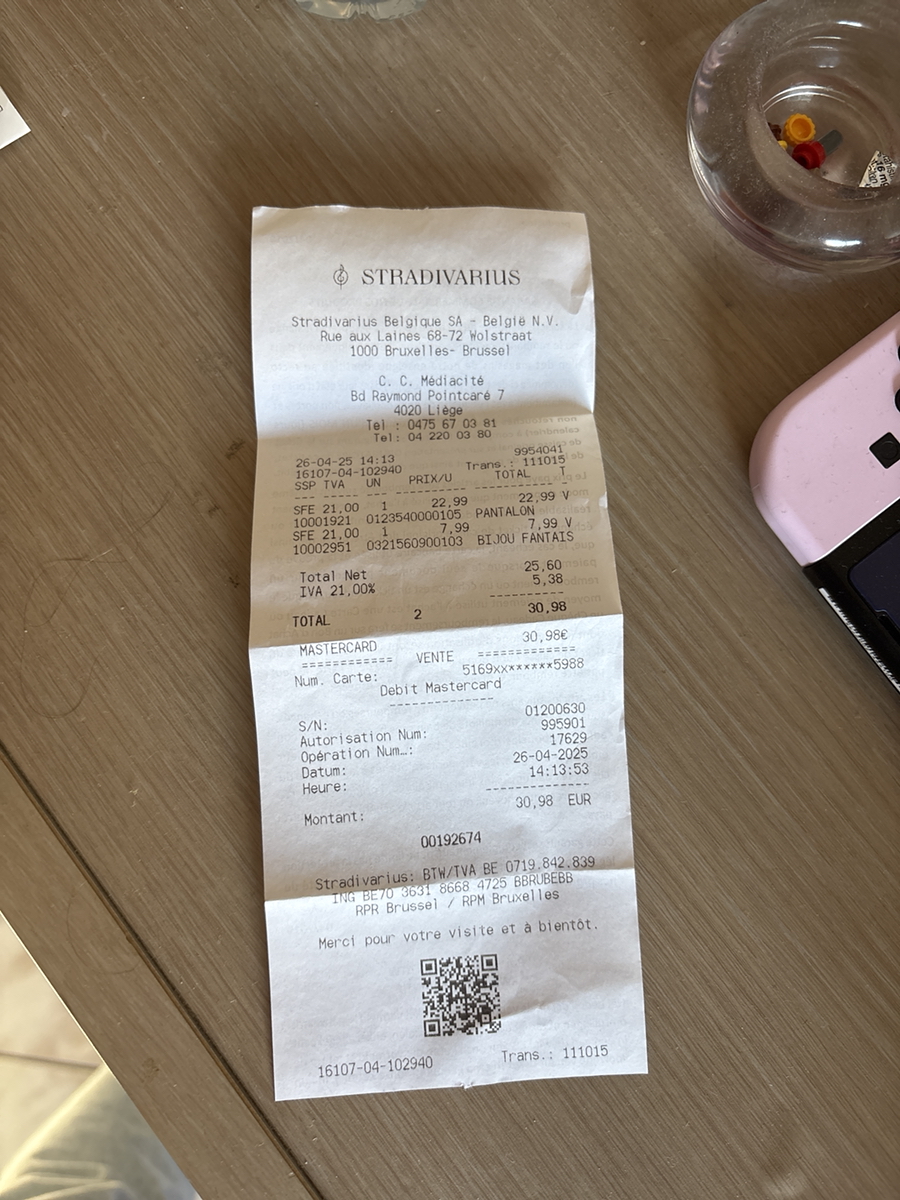 STRADIVARIUS
Stradivarius Belgique SA - België N.V.
Rue aux Laines 68-72 Wolstraat
1000 Bruxelles- Brussel
C. C. Médiacité
Bd Raymond Pointcaré 7
4020 Liège
Tel : 0475 67 03 81
Tel: 04 220 03 80
26-04-25 14:13 9954041
16107-04-102940 Trans.: 111015
SSP TVA UN PRIX/U TOTAL T
SFE 21,00 1 22,99 22,99 V
10001921 0123540000105 PANTALON
SFE 21,00 1 7,99 7,99 V
10002951 0321560900103 BIJOU FANTAIS
Total Net 25,60
IVA 21,00% 5,38
TOTAL 2 30,98
MASTERCARD 30,98€
============ VENTE =============
Num. Carte: 5169xx******5988
Debit Mastercard
S/N: 01200630
Autorisation Num: 995901
Opération Num…: 17629
Datum: 26-04-2025
Heure: 14:13:53
Montant: 30,98 EUR
00192674
Stradivarius: BTW/TVA BE 0719.842.839
ING BE70 3631 8668 4725 BBRUBEBB
RPR Brussel / RPM Bruxelles
Merci pour votre visite et à bientôt.
16107-04-102940 Trans.: 111015